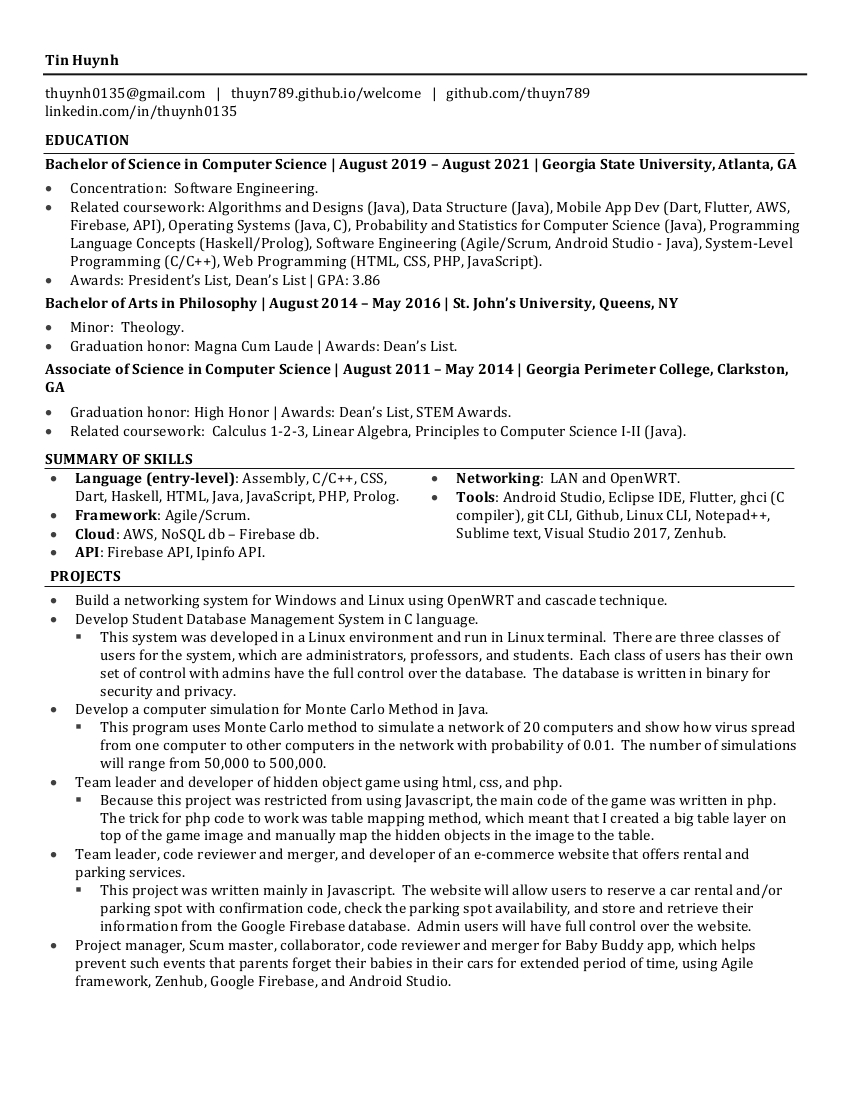 Tin Huynh
thuynh0135@gmail.com | thuyn789.github.io/welcome | github.com/thuyn789
linkedin.com/in/thuynh0135
EDUCATION
Bachelor of Science in Computer Science | August 2019 – August 2021 | Georgia State University, Atlanta, GA
• Concentration: Software Engineering.
• Related coursework: Algorithms and Designs (Java), Data Structure (Java), Mobile App Dev (Dart, Flutter, AWS,
Firebase, API), Operating Systems (Java, C), Probability and Statistics for Computer Science (Java), Programming
Language Concepts (Haskell/Prolog), Software Engineering (Agile/Scrum, Android Studio - Java), System-Level
Programming (C/C++), Web Programming (HTML, CSS, PHP, JavaScript).
• Awards: President’s List, Dean’s List | GPA: 3.86
Bachelor of Arts in Philosophy | August 2014 – May 2016 | St. John’s University, Queens, NY
• Minor: Theology.
• Graduation honor: Magna Cum Laude | Awards: Dean’s List.
Associate of Science in Computer Science | August 2011 – May 2014 | Georgia Perimeter College, Clarkston,
GA
• Graduation honor: High Honor | Awards: Dean’s List, STEM Awards.
• Related coursework: Calculus 1-2-3, Linear Algebra, Principles to Computer Science I-II (Java).
SUMMARY OF SKILLS
• Language (entry-level): Assembly, C/C++, CSS,
Dart, Haskell, HTML, Java, JavaScript, PHP, Prolog.
• Framework: Agile/Scrum.
• Cloud: AWS, NoSQL db – Firebase db.
• API: Firebase API, Ipinfo API.
• Networking: LAN and OpenWRT.
• Tools: Android Studio, Eclipse IDE, Flutter, ghci (C
compiler), git CLI, Github, Linux CLI, Notepad++,
Sublime text, Visual Studio 2017, Zenhub.
PROJECTS
• Build a networking system for Windows and Linux using OpenWRT and cascade technique.
• Develop Student Database Management System in C language.
▪ This system was developed in a Linux environment and run in Linux terminal. There are three classes of
users for the system, which are administrators, professors, and students. Each class of users has their own
set of control with admins have the full control over the database. The database is written in binary for
security and privacy.
• Develop a computer simulation for Monte Carlo Method in Java.
▪ This program uses Monte Carlo method to simulate a network of 20 computers and show how virus spread
from one computer to other computers in the network with probability of 0.01. The number of simulations
will range from 50,000 to 500,000.
• Team leader and developer of hidden object game using html, css, and php.
▪ Because this project was restricted from using Javascript, the main code of the game was written in php.
The trick for php code to work was table mapping method, which meant that I created a big table layer on
top of the game image and manually map the hidden objects in the image to the table.
• Team leader, code reviewer and merger, and developer of an e-commerce website that offers rental and
parking services.
▪ This project was written mainly in Javascript. The website will allow users to reserve a car rental and/or
parking spot with confirmation code, check the parking spot availability, and store and retrieve their
information from the Google Firebase database. Admin users will have full control over the website.
• Project manager, Scum master, collaborator, code reviewer and merger for Baby Buddy app, which helps
prevent such events that parents forget their babies in their cars for extended period of time, using Agile
framework, Zenhub, Google Firebase, and Android Studio.